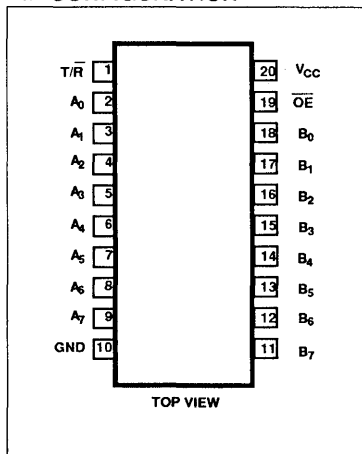 T/R̅ 1 20 VCC
A0 2 19 O̅E̅
A1 3 18 B0
A2 4 17 B1
A3 5 16 B2
A4 6 15 B3
A5 7 14 B4
A6 8 13 B5
A7 9 12 B6
GND 10 11 B7
TOP VIEW